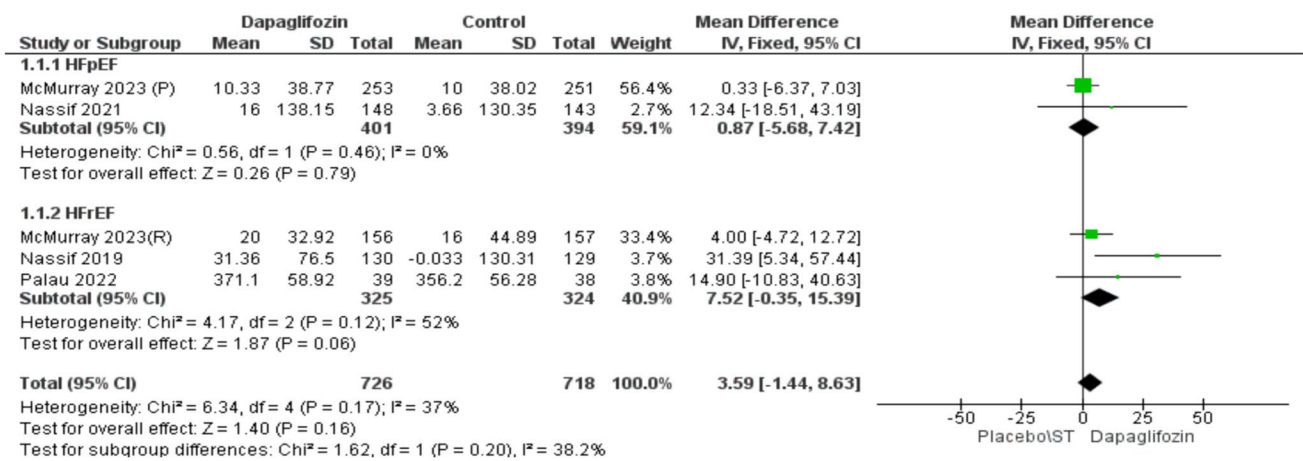 Dapaglifozin Control Mean Difference Mean Difference
Study or Subgroup Mean SD Total Mean SD Total Weight IV, Fixed, 95% CI IV, Fixed, 95% CI
1.1.1 HFpEF
McMurray 2023 (P) 10.33 38.77 253 10 38.02 251 56.4% 0.33 [-6.37, 7.03]
Nassif 2021 16 138.15 148 3.66 130.35 143 2.7% 12.34 [-18.51, 43.19]
Subtotal (95% CI) 401 394 59.1% 0.87 [-5.68, 7.42]
Heterogeneity: Chi² = 0.56, df = 1 (P = 0.46); I² = 0%
Test for overall effect: Z = 0.26 (P = 0.79)
1.1.2 HFrEF
McMurray 2023(R) 20 32.92 156 16 44.89 157 33.4% 4.00 [-4.72, 12.72]
Nassif 2019 31.36 76.5 130 -0.033 130.31 129 3.7% 31.39 [5.34, 57.44]
Palau 2022 371.1 58.92 39 356.2 56.28 38 3.8% 14.90 [-10.83, 40.63]
Subtotal (95% CI) 325 324 40.9% 7.52 [-0.35, 15.39]
Heterogeneity: Chi² = 4.17, df = 2 (P = 0.12); I² = 52%
Test for overall effect: Z = 1.87 (P = 0.06)
Total (95% CI) 726 718 100.0% 3.59 [-1.44, 8.63]
Heterogeneity: Chi² = 6.34, df = 4 (P = 0.17); I² = 37%
Test for overall effect: Z = 1.40 (P = 0.16)
Test for subgroup differences: Chi² = 1.62, df = 1 (P = 0.20), I² = 38.2%
-50 -25 0 25 50
Placebo\ST Dapaglifozin